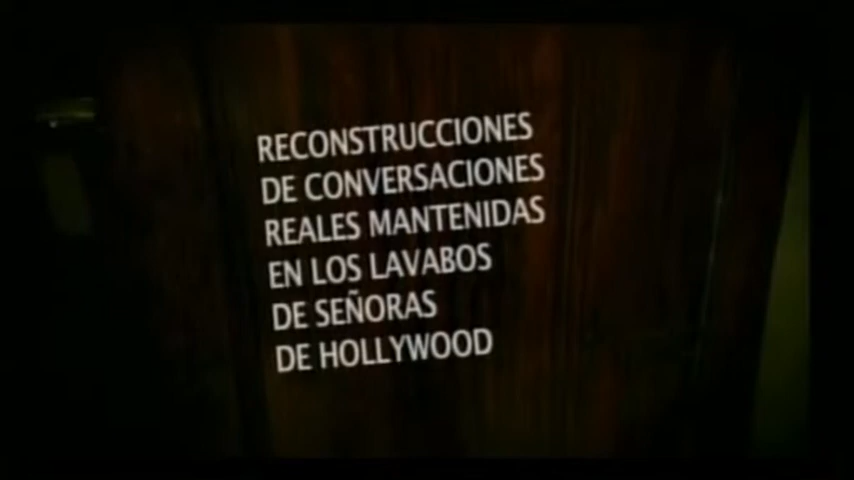 RECONSTRUCCIONES
DE CONVERSACIONES
REALES MANTENIDAS
EN LOS LAVABOS
DE SEÑORAS
DE HOLLYWOOD